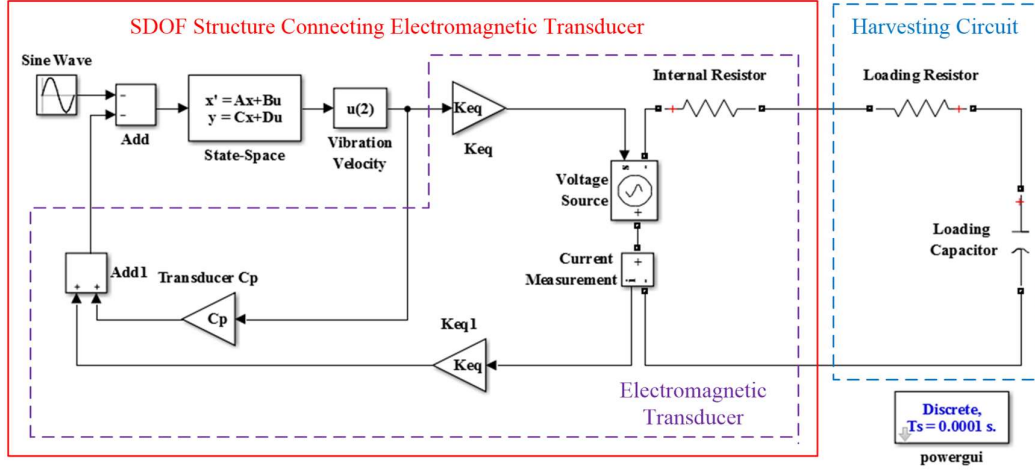 SDOF Structure Connecting Electromagnetic Transducer
Harvesting Circuit
Sine Wave
Add
x' = Ax+Bu
y = Cx+Du
State-Space
u(2)
Vibration
Velocity
Keq
Keq
Internal Resistor
Loading Resistor
s
-
+
Voltage
Source
Current
Measurement
+
i
-
Loading
Capacitor
Add1
Transducer Cp
Cp
Keq1
Keq
Electromagnetic
Transducer
Discrete,
Ts = 0.0001 s.
powergui